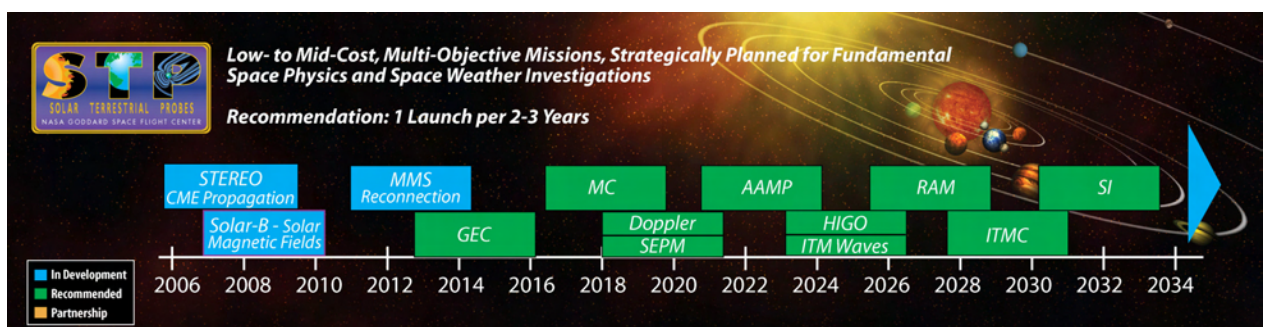 STP
SOLAR TERRESTRIAL PROBES
NASA GODDARD SPACE FLIGHT CENTER
Low- to Mid-Cost, Multi-Objective Missions, Strategically Planned for Fundamental
Space Physics and Space Weather Investigations
Recommendation: 1 Launch per 2-3 Years
STEREO
CME Propagation
MMS
Reconnection
MC
AAMP
RAM
SI
Solar-B - Solar
Magnetic Fields
GEC
Doppler
SEPM
HIGO
ITM Waves
ITMC
2006 2008 2010 2012 2014 2016 2018 2020 2022 2024 2026 2028 2030 2032 2034
In Development
Recommended
Partnership